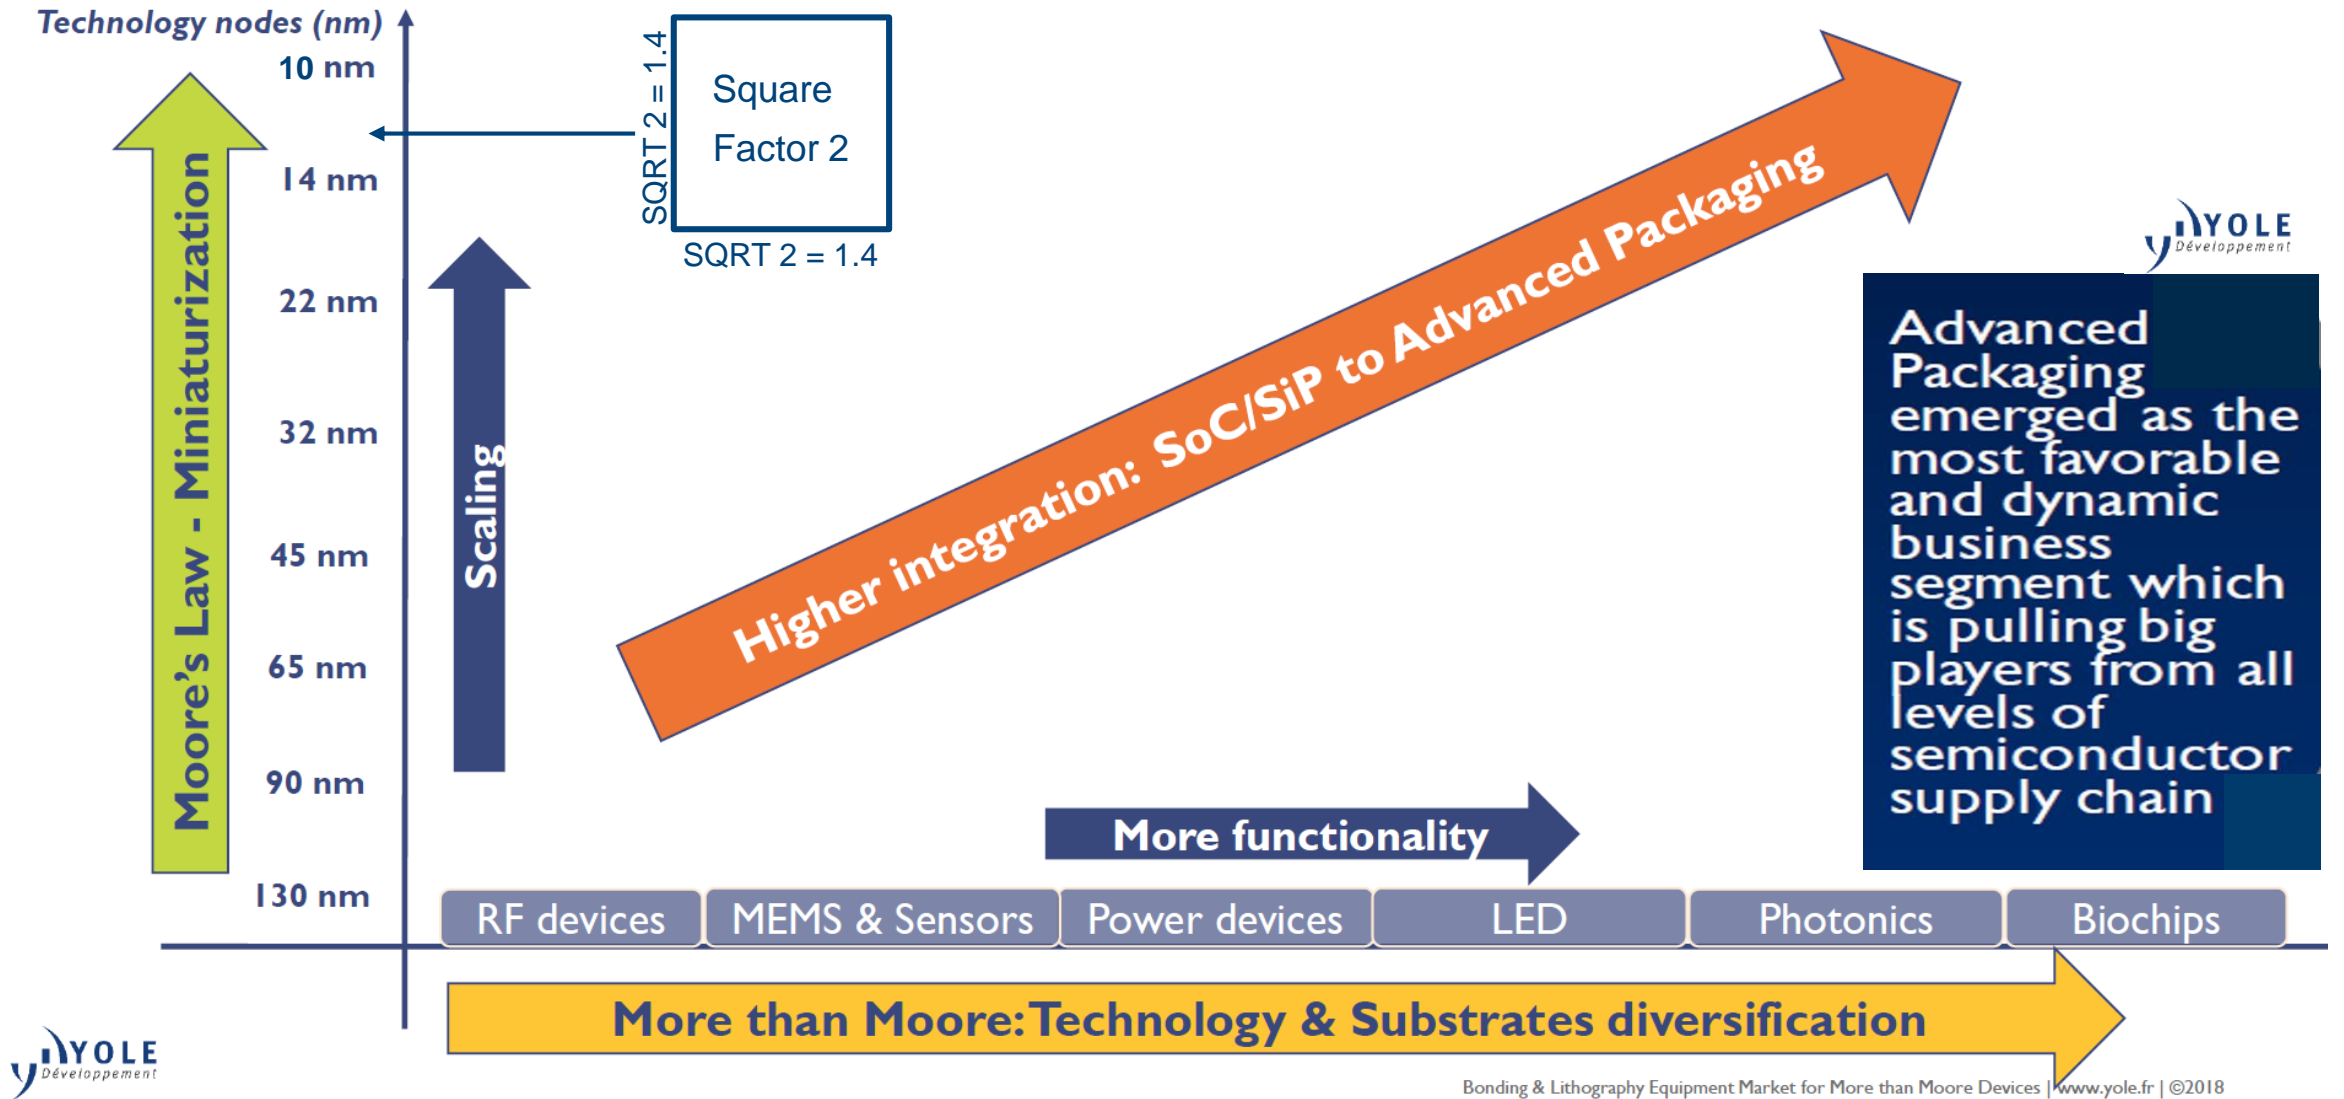 Technology nodes (nm)
10 nm
14 nm
22 nm
32 nm
45 nm
65 nm
90 nm
130 nm
Moore's Law - Miniaturization
Scaling
SQRT 2 = 1.4
Square
Factor 2
SQRT 2 = 1.4
Higher integration: SoC/SiP to Advanced Packaging
YOLE
Développement
Advanced
Packaging
emerged as the
most favorable
and dynamic
business
segment which
is pulling big
players from all
levels of
semiconductor
supply chain
More functionality
RF devices
MEMS & Sensors
Power devices
LED
Photonics
Biochips
More than Moore: Technology & Substrates diversification
YOLE
Développement
Bonding & Lithography Equipment Market for More than Moore Devices | www.yole.fr | ©2018